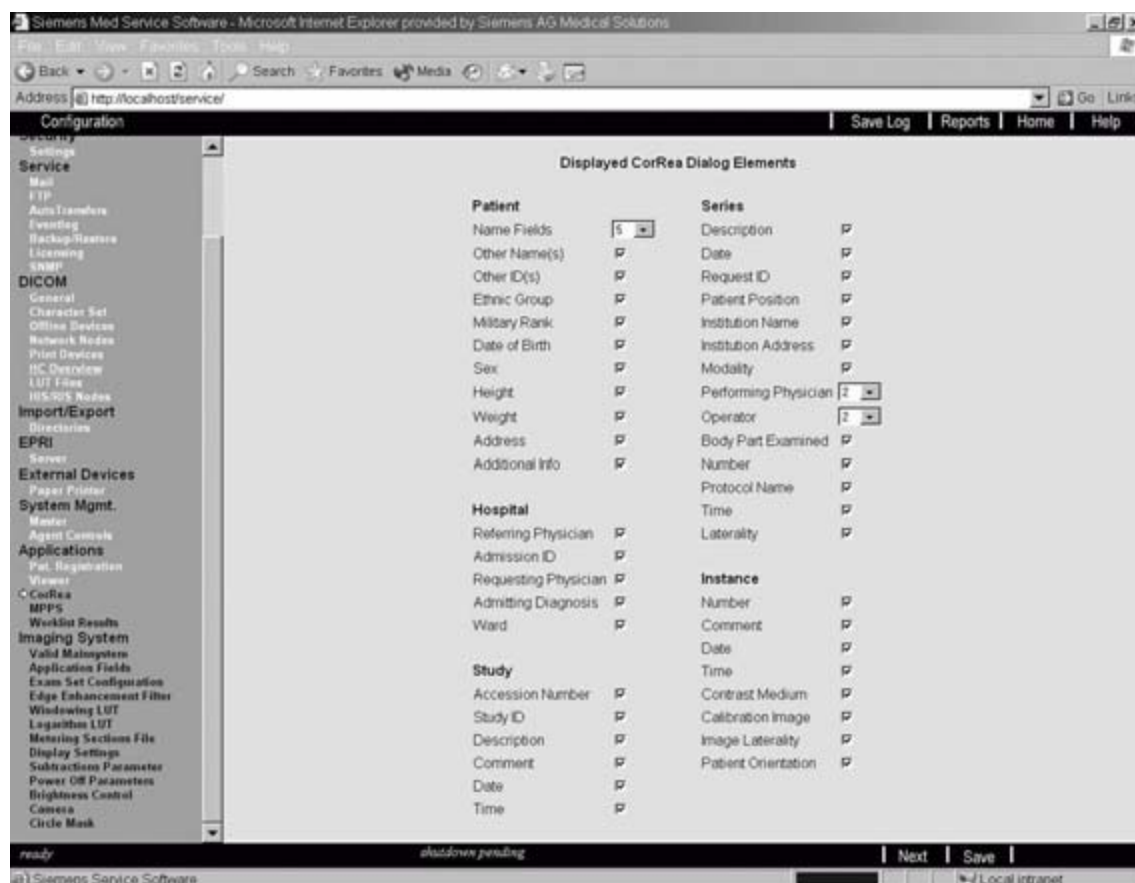 Siemens Med Service Software - Microsoft Internet Explorer provided by Siemens AG Medical Solutions
File Edit View Favorites Tools Help
Back Search Favorites Media
Address http://localhost/service/ Go Links
Configuration Save Log Reports Home Help
Security
Settings
Service
Mail
FTP
AutoTransfers
Eventlog
Backup/Restore
Licensing
SNMP
DICOM
General
Character Set
Offline Devices
Network Nodes
Print Devices
HC Overview
LUT Files
HIS/RIS Nodes
Import/Export
Directories
EPRI
Server
External Devices
Paper Printer
System Mgmt.
Master
Agent Controls
Applications
Pat. Registration
Viewer
CorRea
MPPS
Worklist Results
Imaging System
Valid Mainsystem
Application Fields
Exam Set Configuration
Edge Enhancement Filter
Windowing LUT
Logarithm LUT
Metering Sections File
Display Settings
Subtractions Parameter
Power Off Parameters
Brightness Control
Camera
Circle Mask
Displayed CorRea Dialog Elements
Patient
Name Fields 5
Other Name(s)
Other ID(s)
Ethnic Group
Military Rank
Date of Birth
Sex
Height
Weight
Address
Additional Info
Hospital
Referring Physician
Admission ID
Requesting Physician
Admitting Diagnosis
Ward
Study
Accession Number
Study ID
Description
Comment
Date
Time
Series
Description
Date
Request ID
Patient Position
Institution Name
Institution Address
Modality
Performing Physician 2
Operator 2
Body Part Examined
Number
Protocol Name
Time
Laterality
Instance
Number
Comment
Date
Time
Contrast Medium
Calibration Image
Image Laterality
Patient Orientation
ready shutdown pending Next Save
Siemens Service Software Local intranet